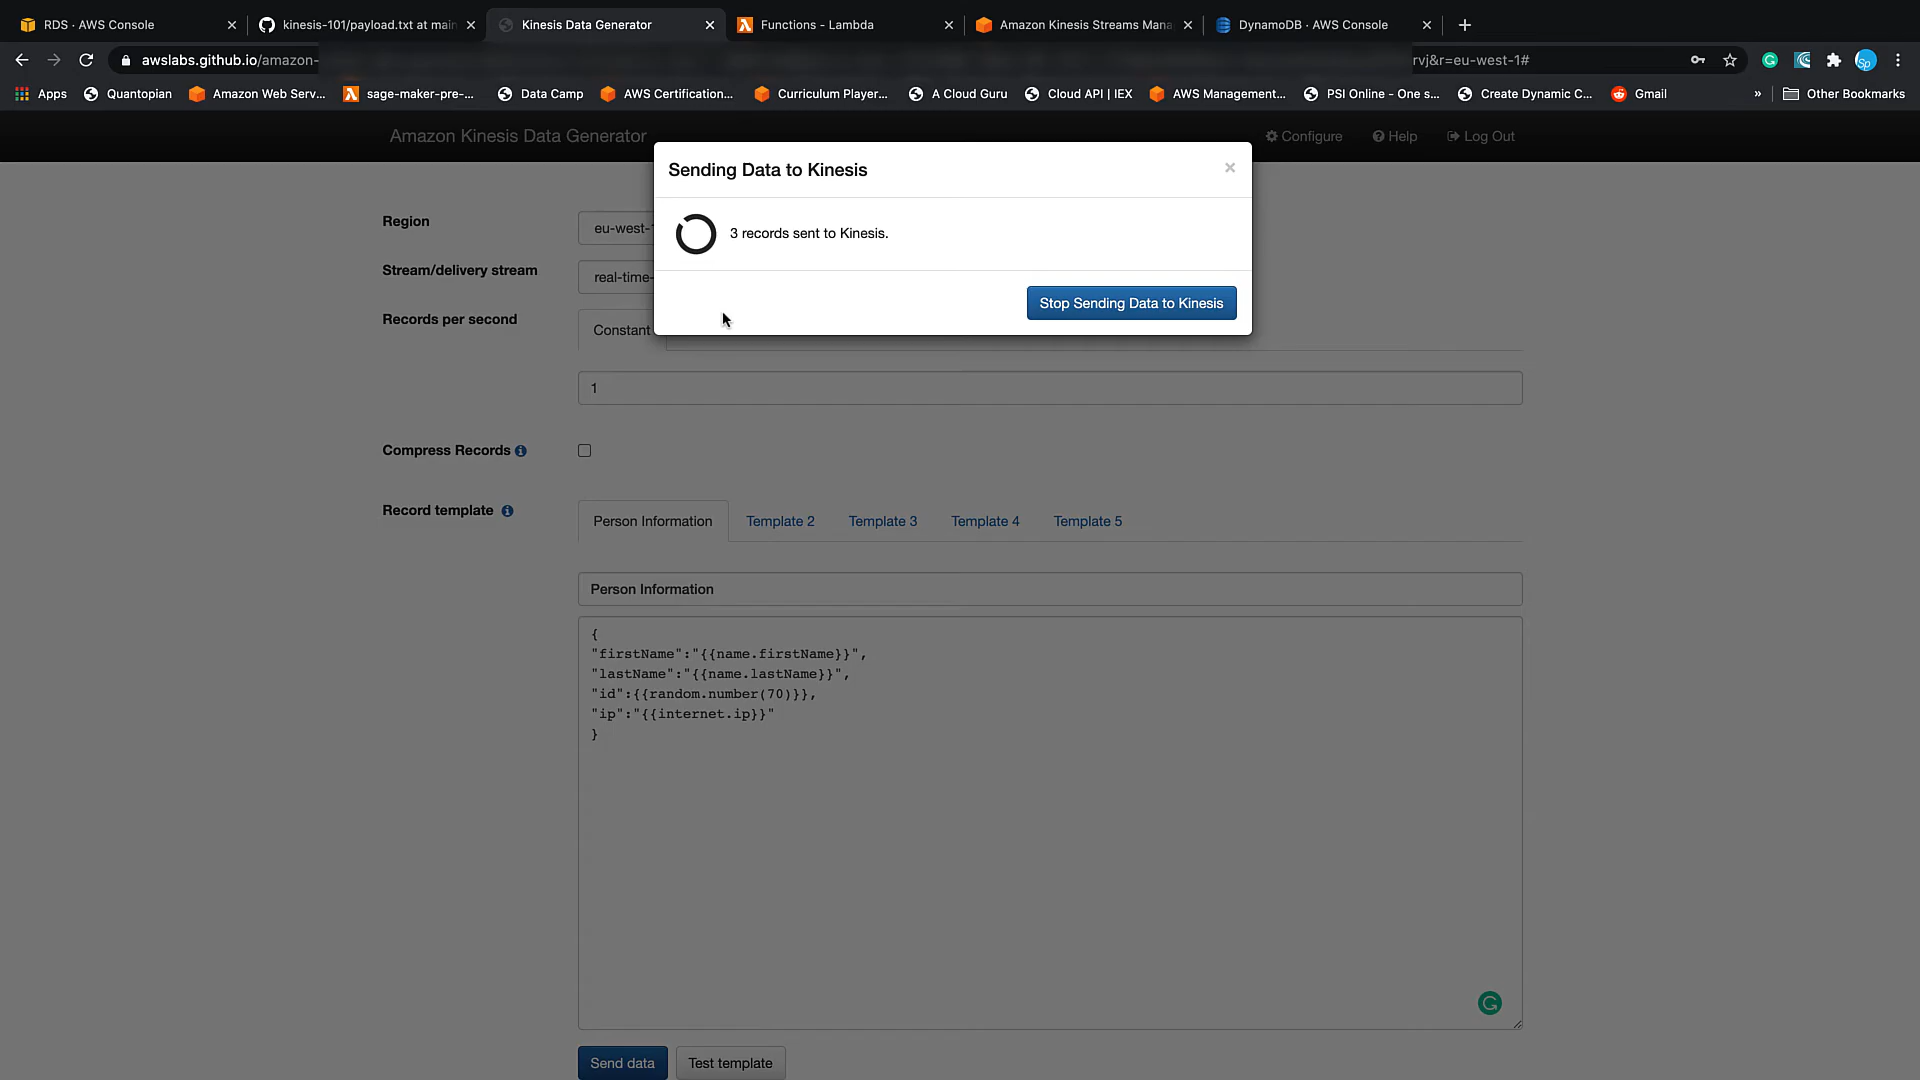 RDS · AWS Console
kinesis-101/payload.txt at main
Kinesis Data Generator
Functions - Lambda
Amazon Kinesis Streams Mana
DynamoDB · AWS Console
awslabs.github.io/amazon-
rvj&r=eu-west-1#
Apps
Quantopian
Amazon Web Serv...
sage-maker-pre-...
Data Camp
AWS Certification...
Curriculum Player...
A Cloud Guru
Cloud API | IEX
AWS Management...
PSI Online - One s...
Create Dynamic C...
Gmail
»
Other Bookmarks
Amazon Kinesis Data Generator
Configure
Help
Log Out
Sending Data to Kinesis
3 records sent to Kinesis.
Stop Sending Data to Kinesis
Region
eu-west-
Stream/delivery stream
real-time-
Records per second
Constant
1
Compress Records
Record template
Person Information
Template 2
Template 3
Template 4
Template 5
Person Information
{
"firstName":"{{name.firstName}}",
"lastName":"{{name.lastName}}",
"id":{{random.number(70)}},
"ip":"{{internet.ip}}"
}
Send data
Test template